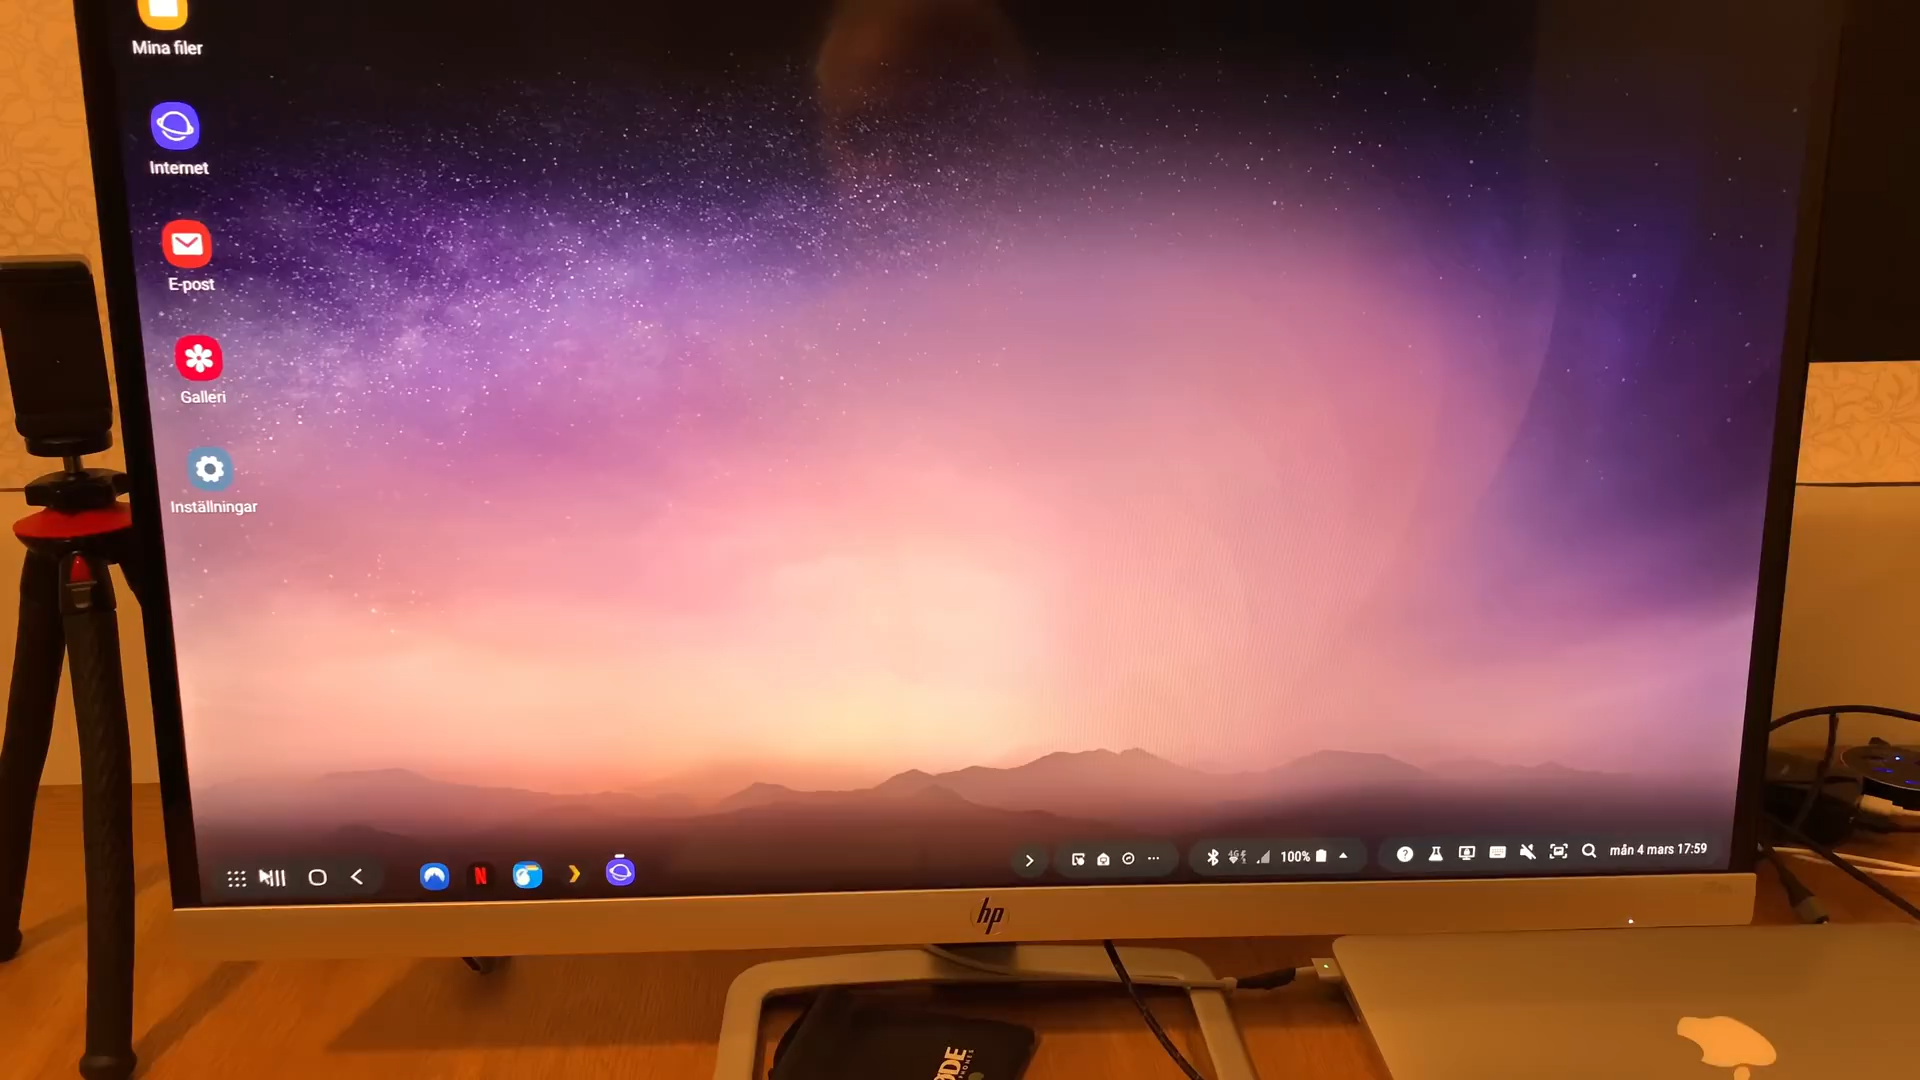 Mina filer
Internet
E-post
Galleri
Inställningar
N
100%
?
mån 4 mars 17:59
hp